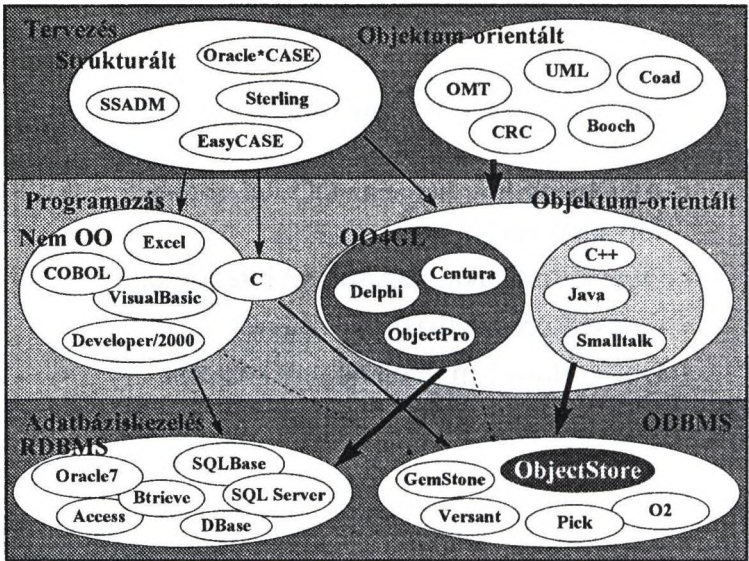 Tervezés
Strukturált
Oracle*CASE
SSADM
Sterling
EasyCASE
Objektum-orientált
OMT
UML
Coad
CRC
Booch
Programozás
Nem OO
Excel
COBOL
VisualBasic
Developer/2000
C
Objektum-orientált
OO4GL
Centura
Delphi
ObjectPro
C++
Java
Smalltalk
Adatbáziskezelés
RDBMS
Oracle7
SQLBase
Btrieve
SQL Server
Access
DBase
ODBMS
ObjectStore
GemStone
Versant
Pick
O2